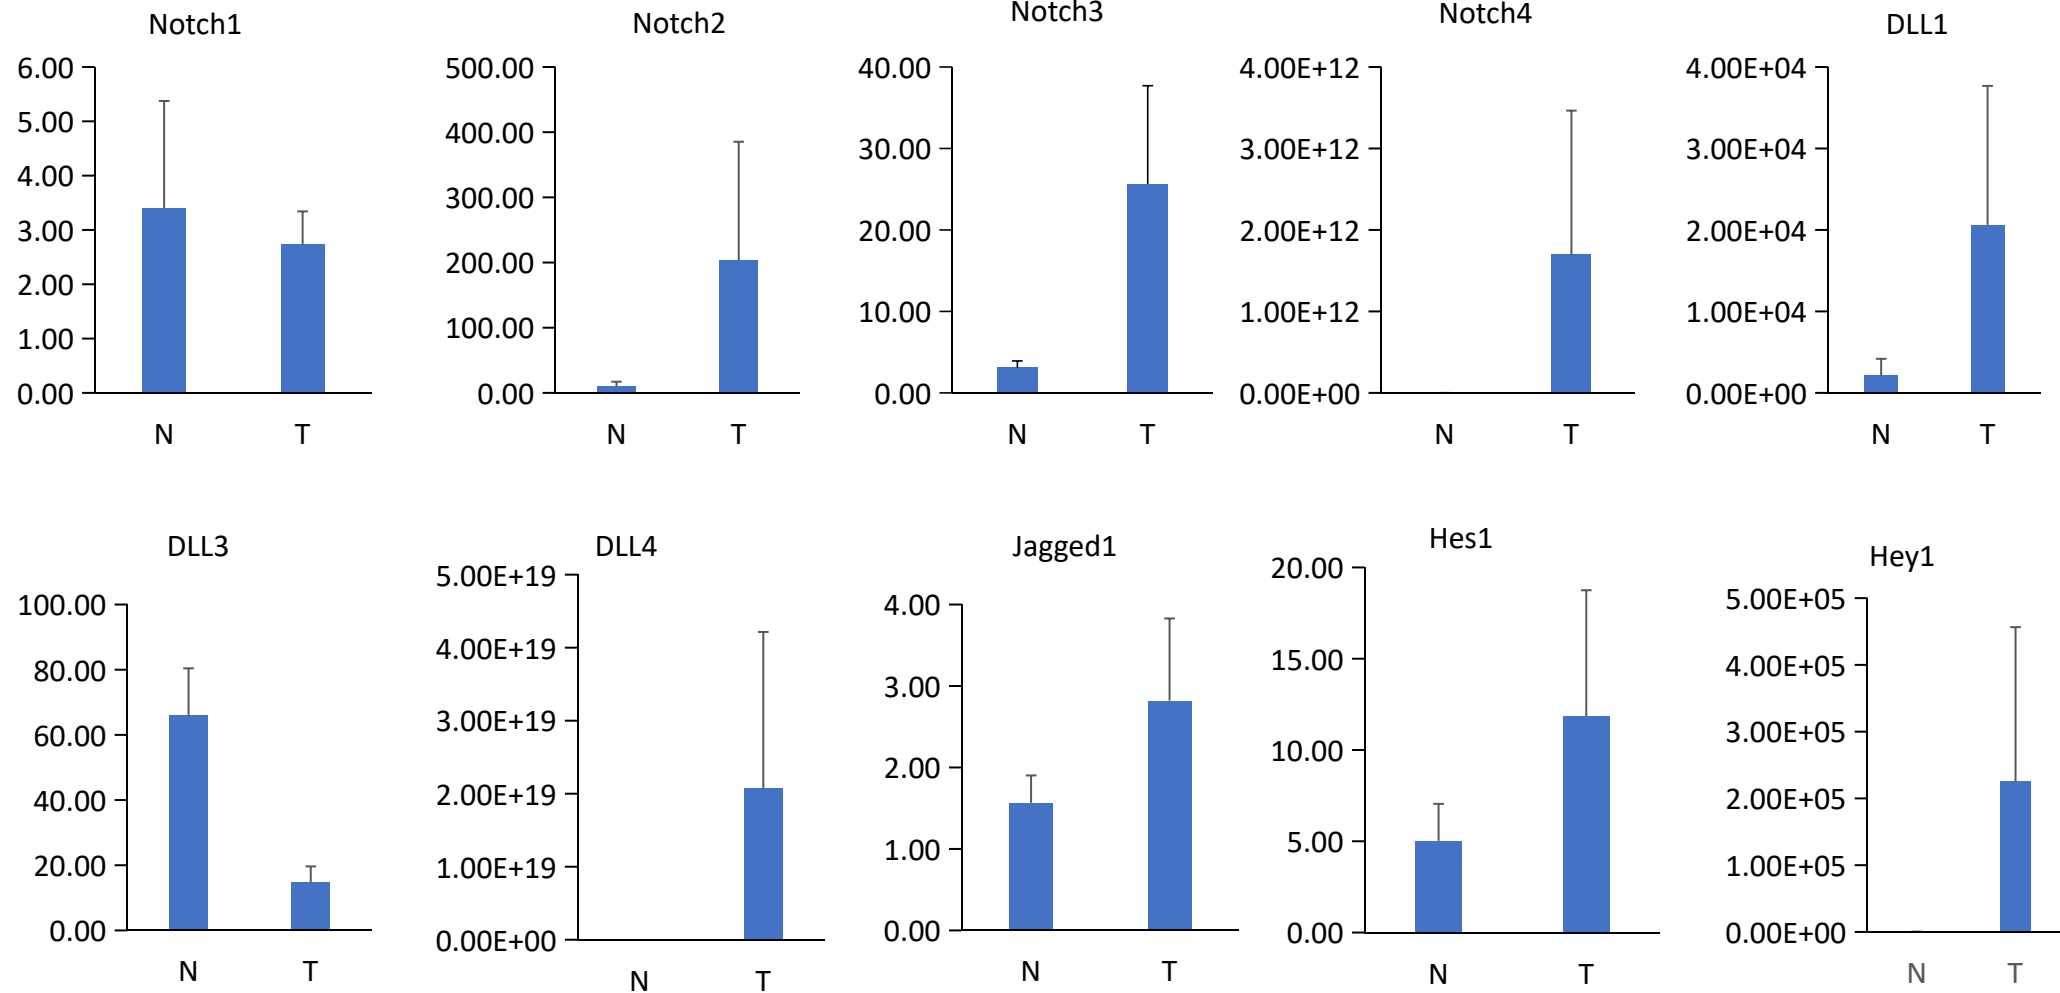 Notch1
6.00
5.00
4.00
3.00
2.00
1.00
0.00
N T
Notch2
500.00
400.00
300.00
200.00
100.00
0.00
N T
Notch3
40.00
30.00
20.00
10.00
0.00
N T
Notch4
4.00E+12
3.00E+12
2.00E+12
1.00E+12
0.00E+00
N T
DLL1
4.00E+04
3.00E+04
2.00E+04
1.00E+04
0.00E+00
N T
DLL3
100.00
80.00
60.00
40.00
20.00
0.00
N T
DLL4
5.00E+19
4.00E+19
3.00E+19
2.00E+19
1.00E+19
0.00E+00
N T
Jagged1
4.00
3.00
2.00
1.00
0.00
N T
Hes1
20.00
15.00
10.00
5.00
0.00
N T
Hey1
5.00E+05
4.00E+05
3.00E+05
2.00E+05
1.00E+05
0.00E+00
N T